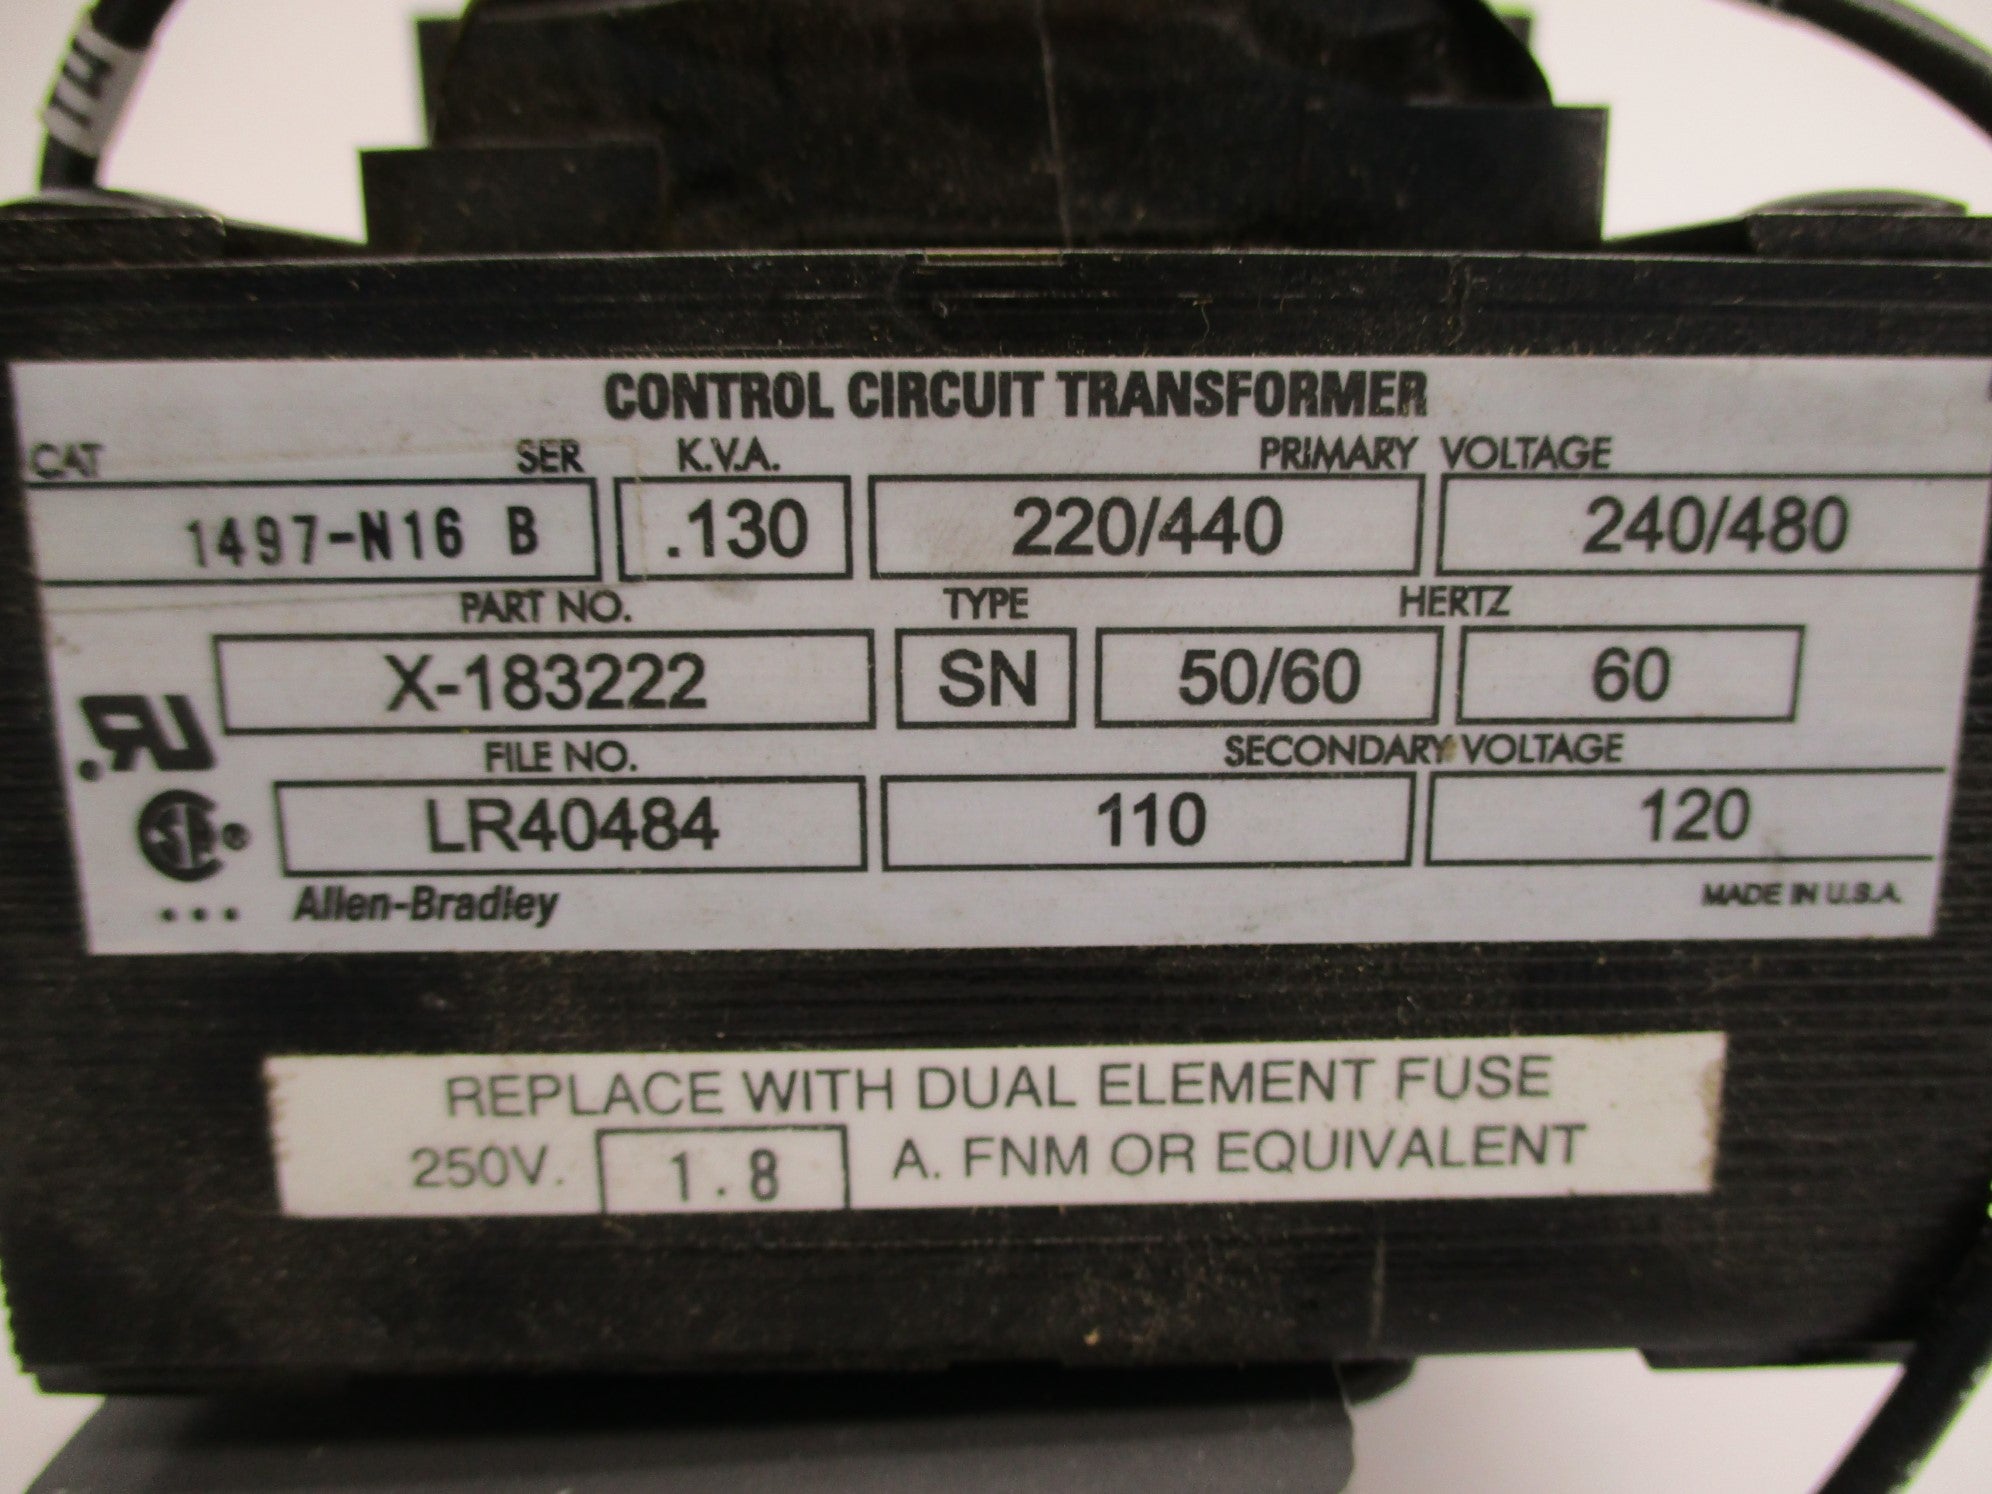 H1
CONTROL CIRCUIT TRANSFORMER
CAT SER K.V.A. PRIMARY VOLTAGE
1497-N16 B .130 220/440 240/480
PART NO. TYPE HERTZ
X-183222 SN 50/60 60
FILE NO. SECONDARY VOLTAGE
LR40484 110 120
Allen-Bradley MADE IN U.S.A.
REPLACE WITH DUAL ELEMENT FUSE
250V. 1.8 A. FNM OR EQUIVALENT